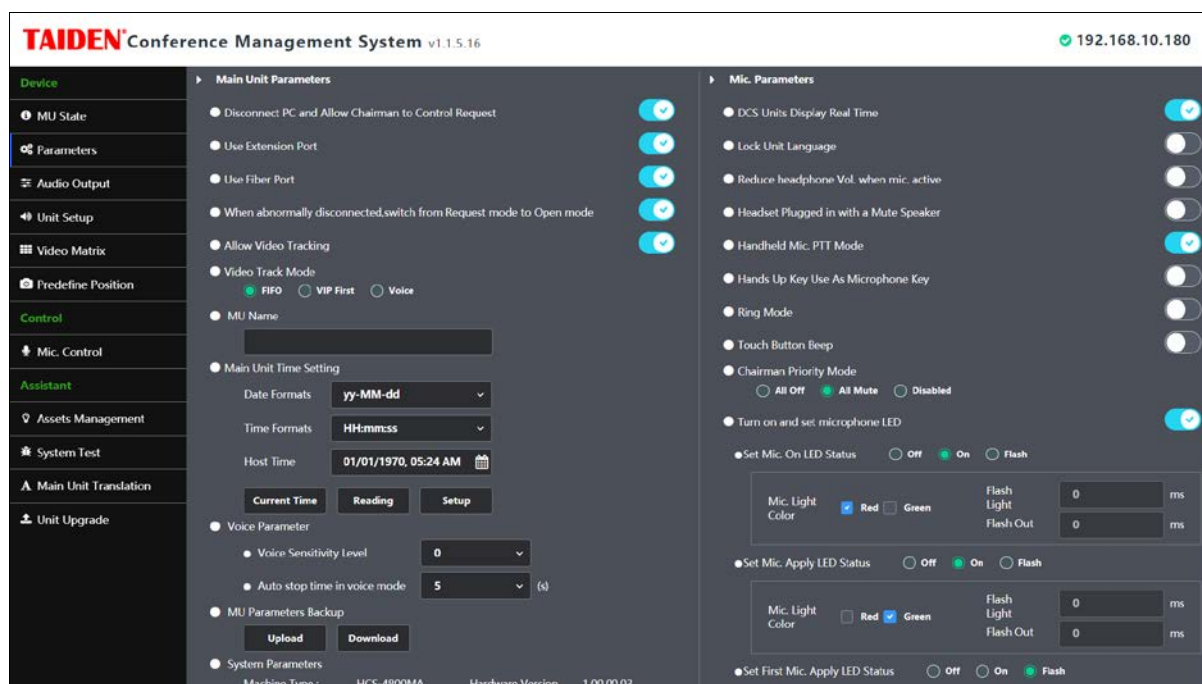 TAIDEN® Conference Management System v1.1.5.16
192.168.10.180
Device
MU State
Parameters
Audio Output
Unit Setup
Video Matrix
Predefine Position
Control
Mic. Control
Assistant
Assets Management
System Test
Main Unit Translation
Unit Upgrade
Main Unit Parameters
Disconnect PC and Allow Chairman to Control Request
Use Extension Port
Use Fiber Port
When abnormally disconnected,switch from Request mode to Open mode
Allow Video Tracking
Video Track Mode
FIFO VIP First Voice
MU Name
Main Unit Time Setting
Date Formats yy-MM-dd
Time Formats HH:mm:ss
Host Time 01/01/1970, 05:24 AM
Current Time Reading Setup
Voice Parameter
Voice Sensitivity Level 0
Auto stop time in voice mode 5 (s)
MU Parameters Backup
Upload Download
System Parameters
Machine Type : HCS-4800MA Hardware Version 1.00.00.03
Mic. Parameters
DCS Units Display Real Time
Lock Unit Language
Reduce headphone Vol. when mic. active
Headset Plugged in with a Mute Speaker
Handheld Mic. PTT Mode
Hands Up Key Use As Microphone Key
Ring Mode
Touch Button Beep
Chairman Priority Mode
All Off All Mute Disabled
Turn on and set microphone LED
Set Mic. On LED Status Off On Flash
Mic. Light
Color
Red Green
Flash
Light
0 ms
Flash Out 0 ms
Set Mic. Apply LED Status Off On Flash
Mic. Light
Color
Red Green
Flash
Light
0 ms
Flash Out 0 ms
Set First Mic. Apply LED Status Off On Flash